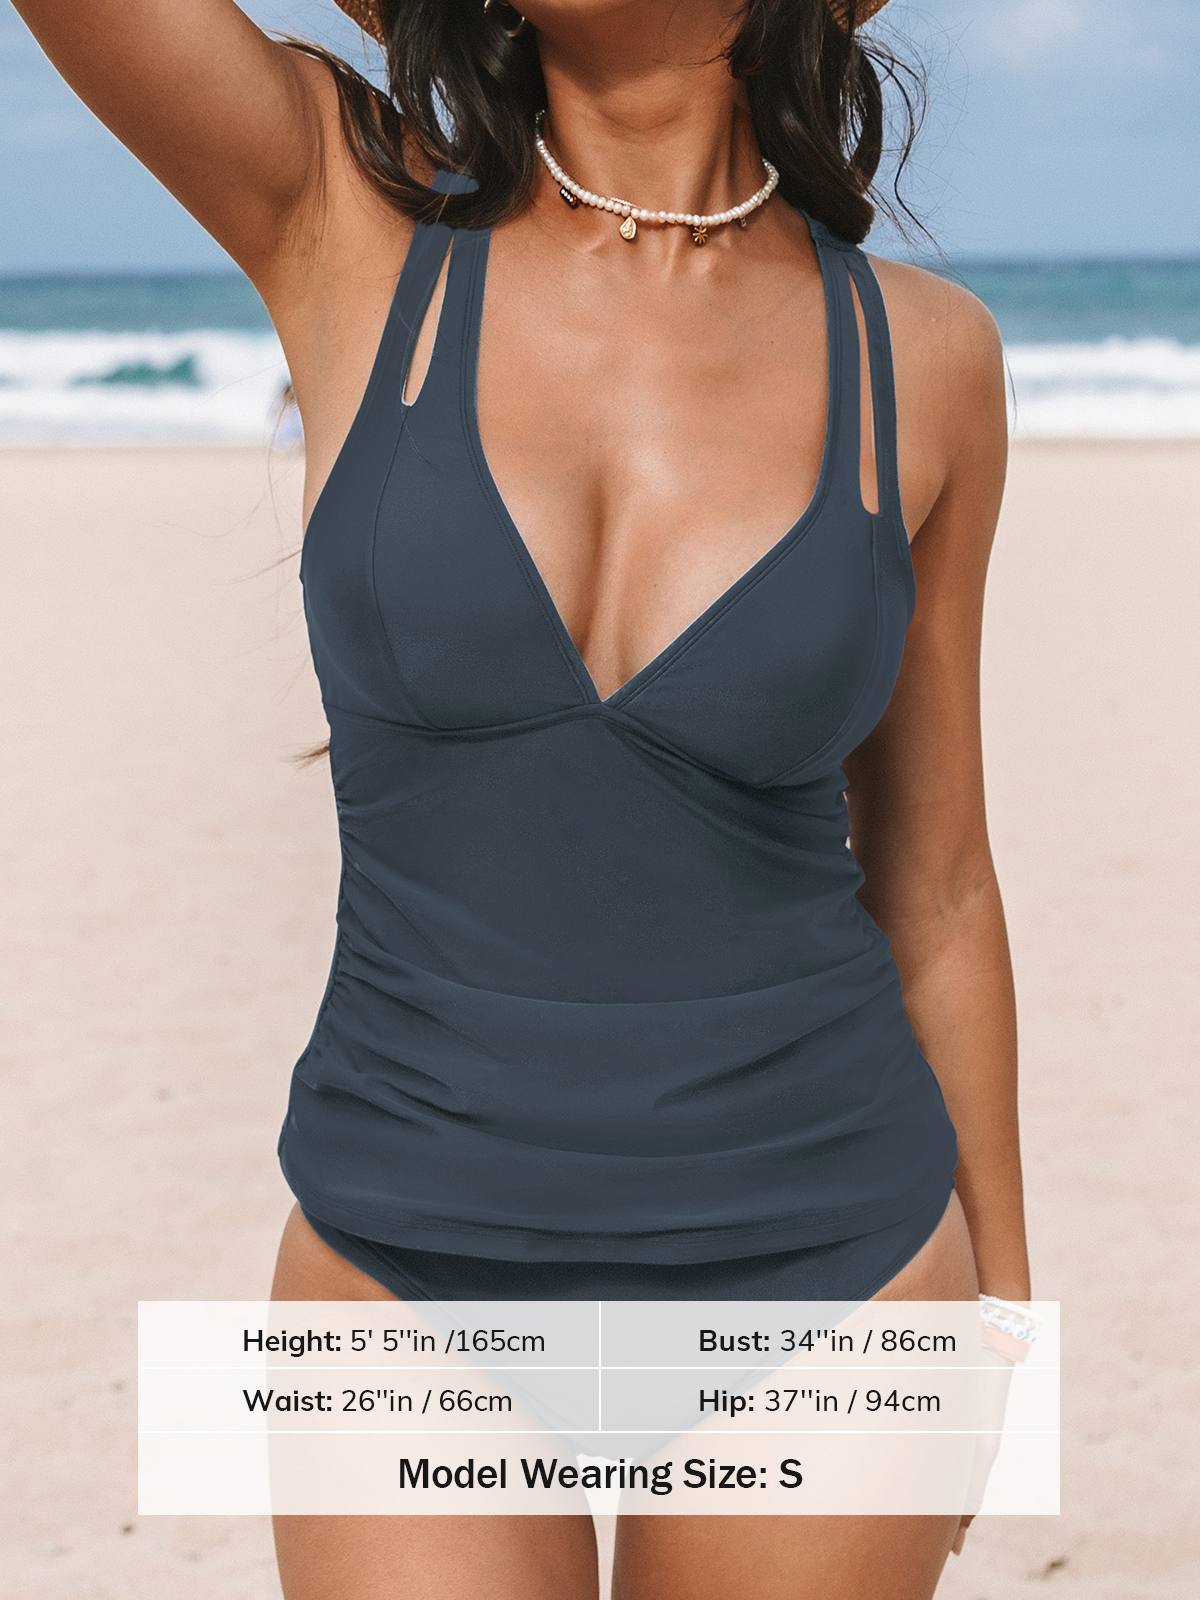 Height: 5' 5''in /165cm
Bust: 34''in / 86cm
Waist: 26''in / 66cm
Hip: 37''in / 94cm
Model Wearing Size: S